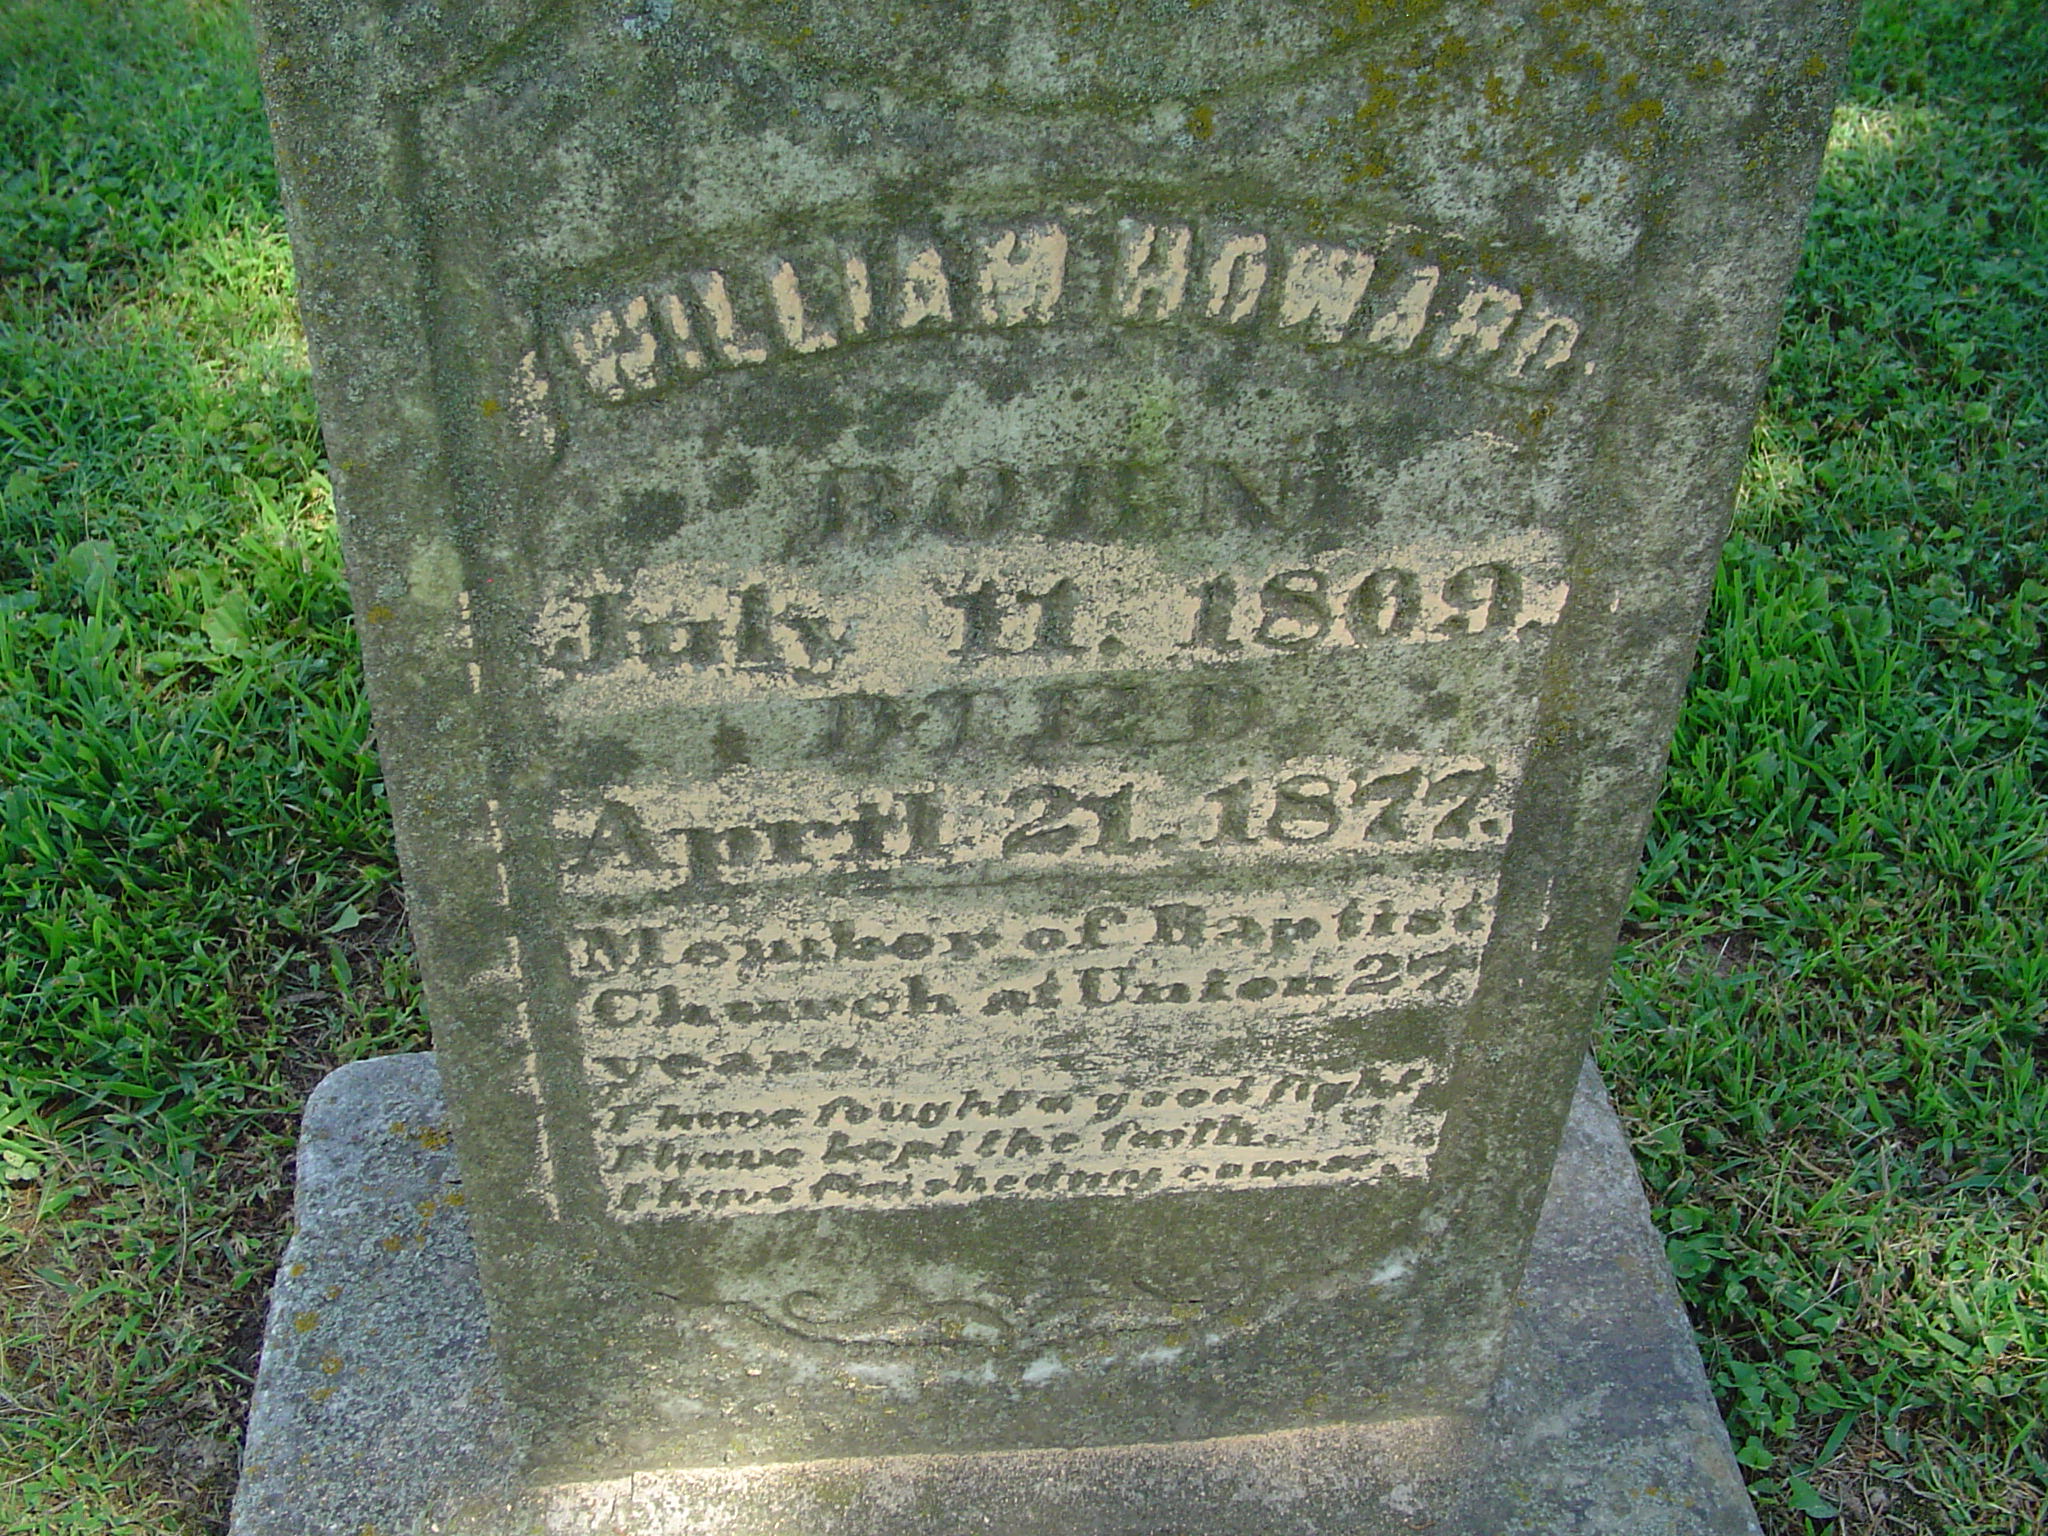 WILLIAM HOWARD.
BORN
July 11. 1809.
DIED
April 21. 1877.
Member of Baptist
Church at Union 27
years.
I have fought a good fight,
I have kept the faith.
I have finished my course.